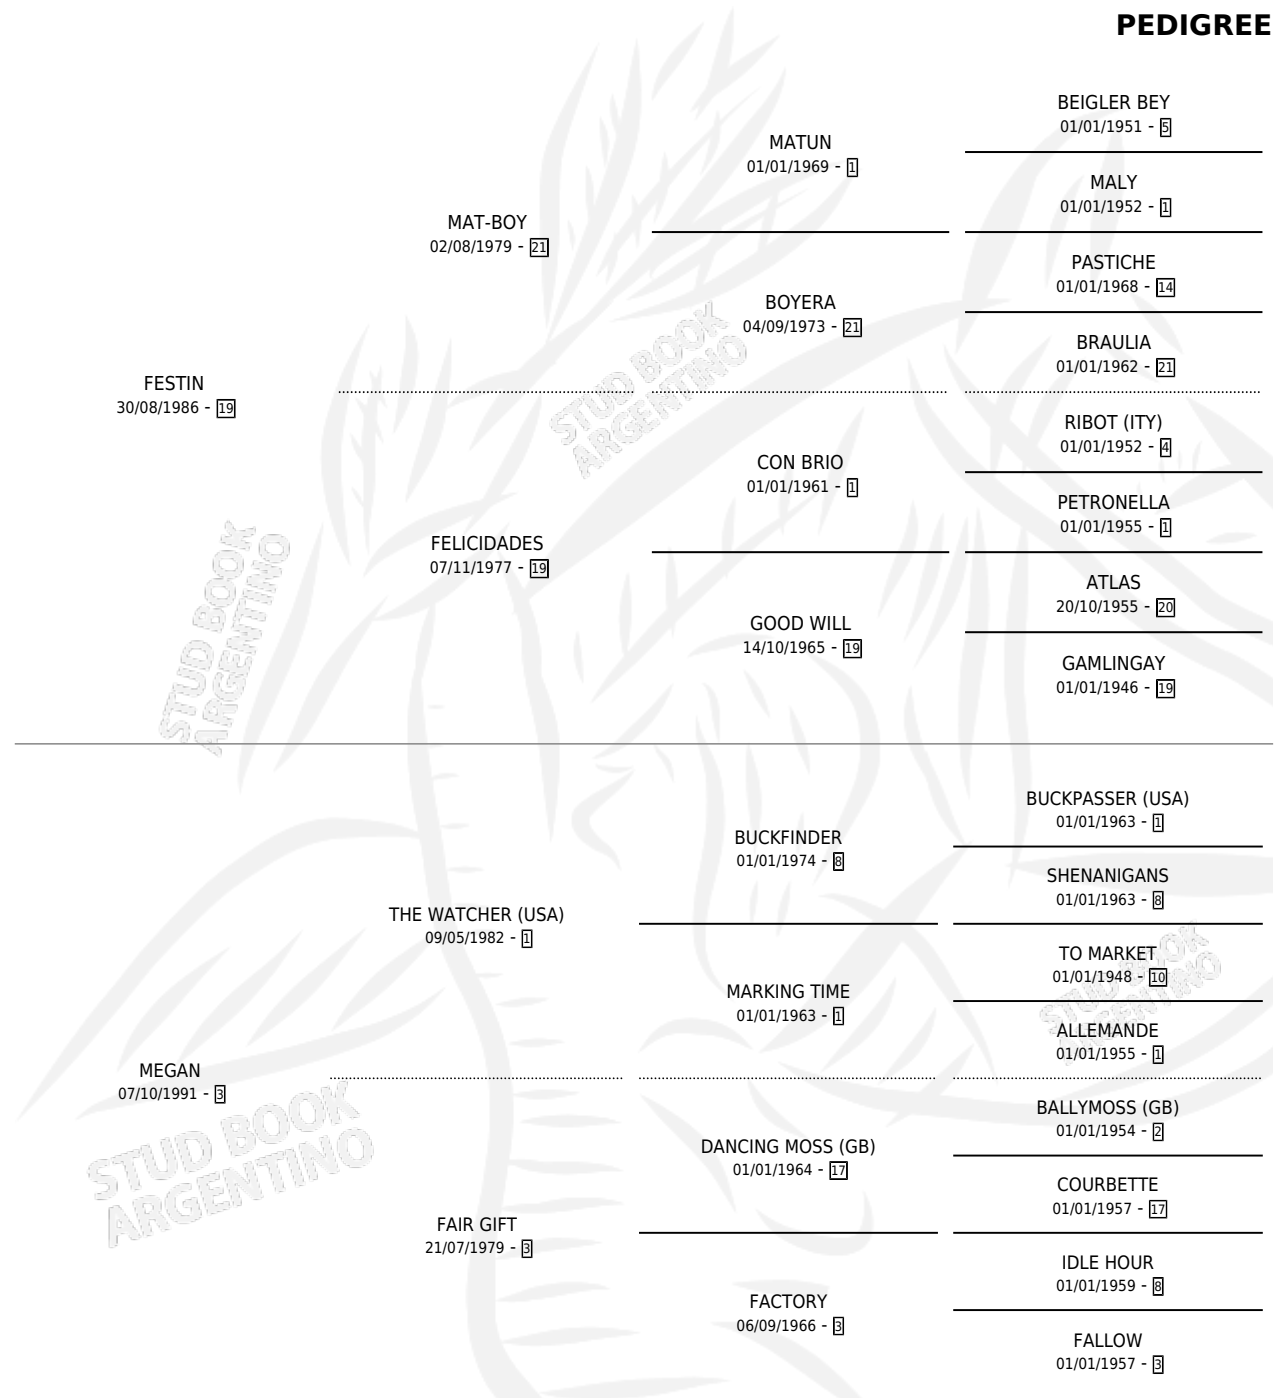 PEDIGREE
BEIGLER BEY
01/01/1951 - 5
MATUN
01/01/1969 - 1
MALY
01/01/1952 - 1
MAT-BOY
02/08/1979 - 21
PASTICHE
01/01/1968 - 14
BOYERA
04/09/1973 - 21
BRAULIA
01/01/1962 - 21
FESTIN
30/08/1986 - 19
RIBOT (ITY)
01/01/1952 - 4
CON BRIO
01/01/1961 - 1
PETRONELLA
01/01/1955 - 1
FELICIDADES
07/11/1977 - 19
ATLAS
20/10/1955 - 20
GOOD WILL
14/10/1965 - 19
GAMLINGAY
01/01/1946 - 19
STUD BOOK
ARGENTINO
STUD BOOK
ARGENTINO
BUCKPASSER (USA)
01/01/1963 - 1
BUCKFINDER
01/01/1974 - 8
SHENANIGANS
01/01/1963 - 8
THE WATCHER (USA)
09/05/1982 - 1
TO MARKET
01/01/1948 - 10
MARKING TIME
01/01/1963 - 1
ALLEMANDE
01/01/1955 - 1
STUD BOOK
ARGENTINO
MEGAN
07/10/1991 - 3
BALLYMOSS (GB)
01/01/1954 - 2
DANCING MOSS (GB)
01/01/1964 - 17
COURBETTE
01/01/1957 - 17
FAIR GIFT
21/07/1979 - 3
IDLE HOUR
01/01/1959 - 8
FACTORY
06/09/1966 - 3
FALLOW
01/01/1957 - 3
STUD BOOK
ARGENTINO